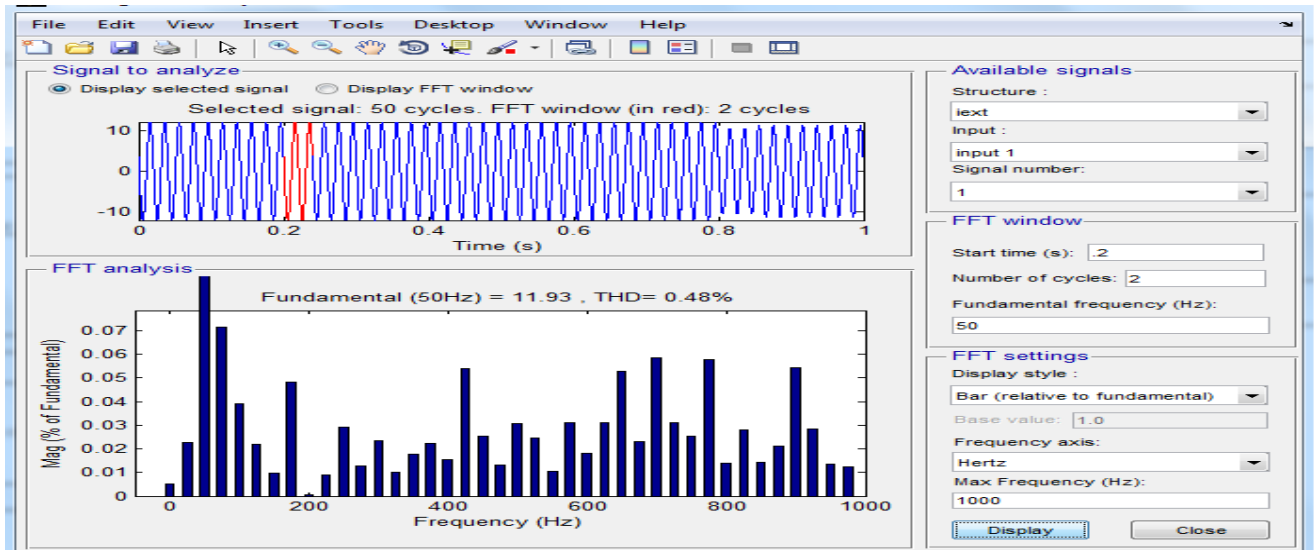 File Edit View Insert Tools Desktop Window Help
Signal to analyze
Display selected signal Display FFT window
Selected signal: 50 cycles. FFT window (in red): 2 cycles
10
0
-10
0 0.2 0.4 0.6 0.8 1
Time (s)
FFT analysis
Fundamental (50Hz) = 11.93 , THD= 0.48%
Mag (% of Fundamental)
0.07
0.06
0.05
0.04
0.03
0.02
0.01
0
0 200 400 600 800 1000
Frequency (Hz)
Available signals
Structure :
iext
Input :
input 1
Signal number:
1
FFT window
Start time (s): .2
Number of cycles: 2
Fundamental frequency (Hz):
50
FFT settings
Display style :
Bar (relative to fundamental)
Base value: 1.0
Frequency axis:
Hertz
Max Frequency (Hz):
1000
Display Close